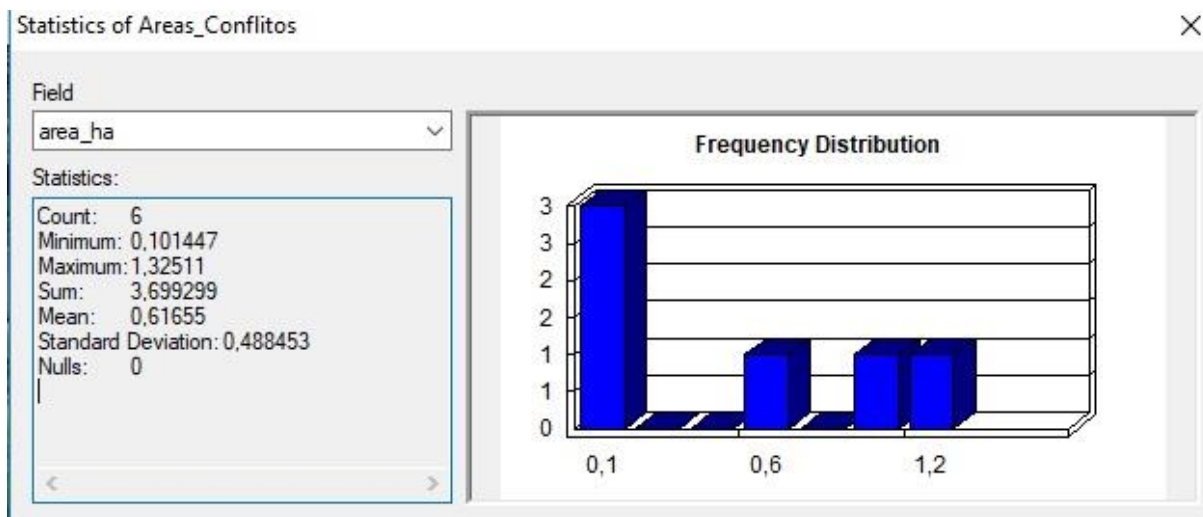 Statistics of Areas_Conflitos
Field
area_ha
Statistics:
Count: 6
Minimum: 0,101447
Maximum: 1,32511
Sum: 3,699299
Mean: 0,61655
Standard Deviation: 0,488453
Nulls: 0
Frequency Distribution
3
3
2
2
1
1
0
0,1 0,6 1,2